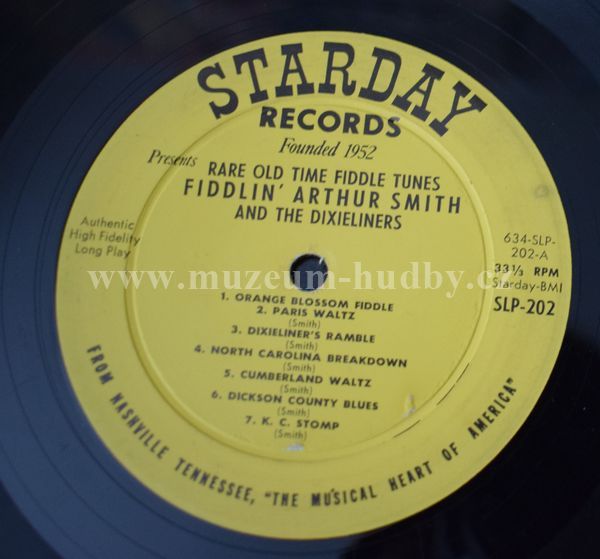 STARDAY
RECORDS
Founded 1952
Presents
RARE OLD TIME FIDDLE TUNES
FIDDLIN' ARTHUR SMITH
AND THE DIXIELINERS
Authentic
High Fidelity
Long Play
634-SLP-
202-A
33⅓ RPM
Starday-BMI
SLP-202
www.muzeum-hudby.cz
1. ORANGE BLOSSOM FIDDLE
2. PARIS WALTZ
(Smith)
3. DIXIELINER'S RAMBLE
(Smith)
4. NORTH CAROLINA BREAKDOWN
(Smith)
5. CUMBERLAND WALTZ
(Smith)
6. DICKSON COUNTY BLUES
(Smith)
7. K. C. STOMP
(Smith)
FROM NASHVILLE TENNESSEE, "THE MUSICAL HEART OF AMERICA"